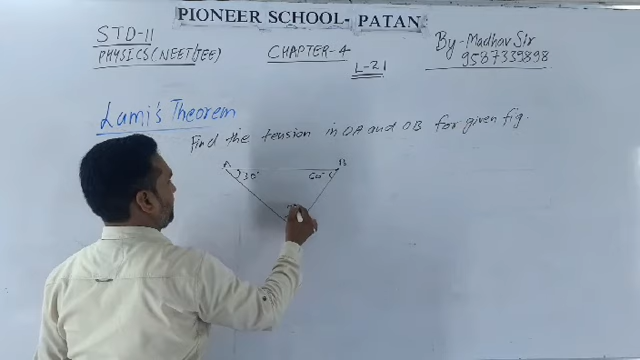 PIONEER SCHOOL- PATAN
STD-11
PHYSICS(NEET/JEE)
CHAPTER-4
L-21
By- Madhav Sir
9587339898
Lami's Theorem
Find the tension in OA and OB for given fig.
A
B
30°
60°